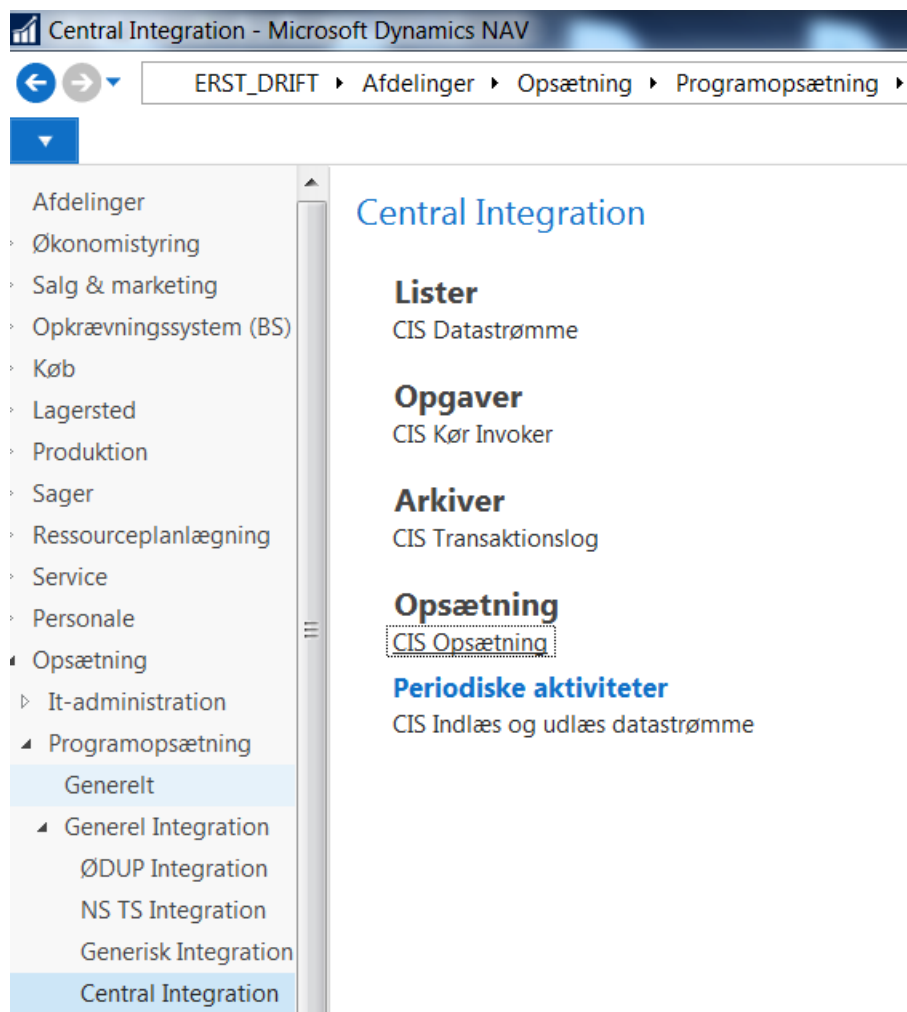 Central Integration - Microsoft Dynamics NAV
ERST_DRIFT ▸ Afdelinger ▸ Opsætning ▸ Programopsætning ▸
Afdelinger
Økonomistyring
Salg & marketing
Opkrævningssystem (BS)
Køb
Lagersted
Produktion
Sager
Ressourceplanlægning
Service
Personale
Opsætning
It-administration
Programopsætning
Generelt
Generel Integration
ØDUP Integration
NS TS Integration
Generisk Integration
Central Integration
Central Integration
Lister
CIS Datastrømme
Opgaver
CIS Kør Invoker
Arkiver
CIS Transaktionslog
Opsætning
CIS Opsætning
Periodiske aktiviteter
CIS Indlæs og udlæs datastrømme